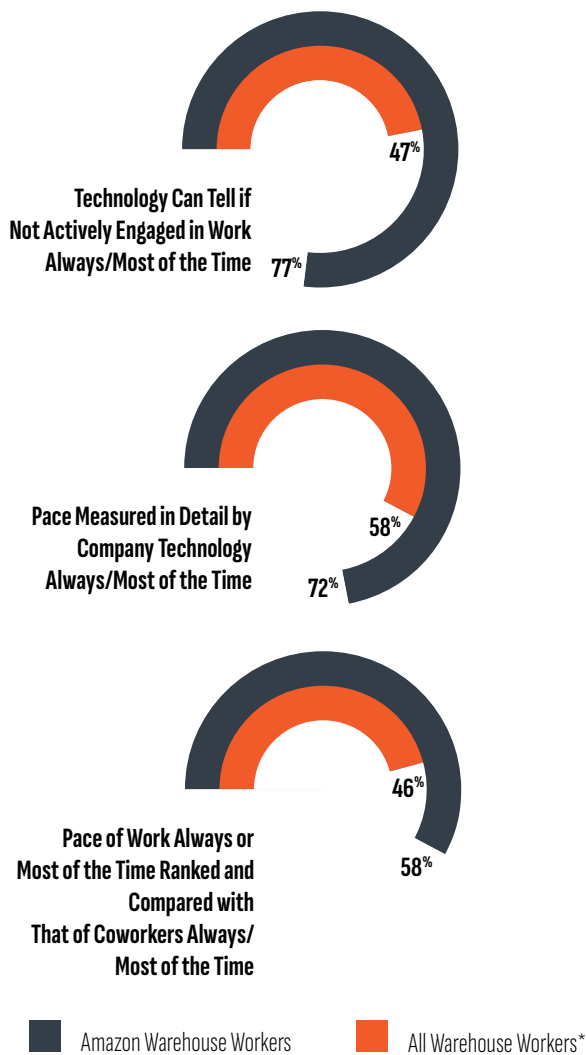 47%
Technology Can Tell if
Not Actively Engaged in Work
Always/Most of the Time
77%
Pace Measured in Detail by
Company Technology
Always/Most of the Time
58%
72%
46%
58%
Pace of Work Always or
Most of the Time Ranked and
Compared with
That of Coworkers Always/
Most of the Time
Amazon Warehouse Workers
All Warehouse Workers*